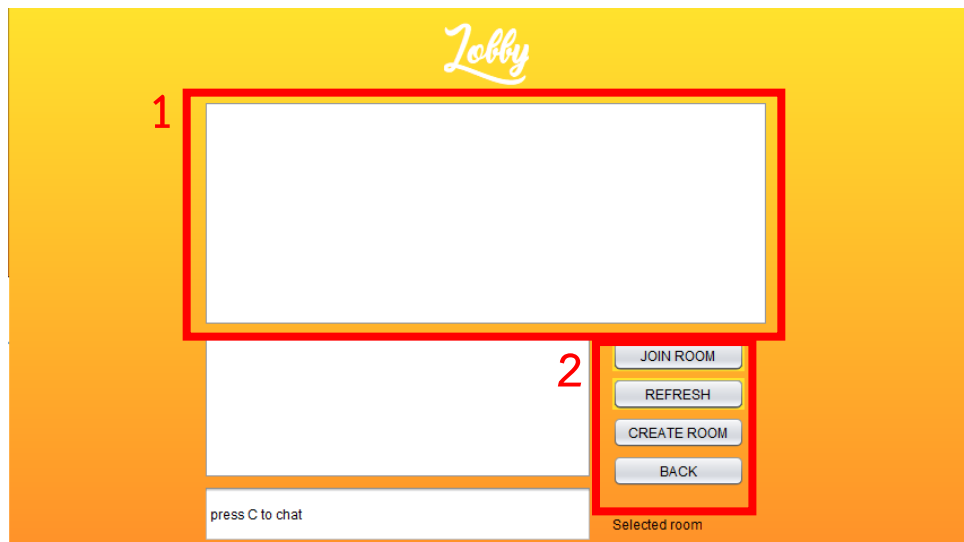 Lobby
1
2
JOIN ROOM
REFRESH
CREATE ROOM
BACK
press C to chat
Selected room